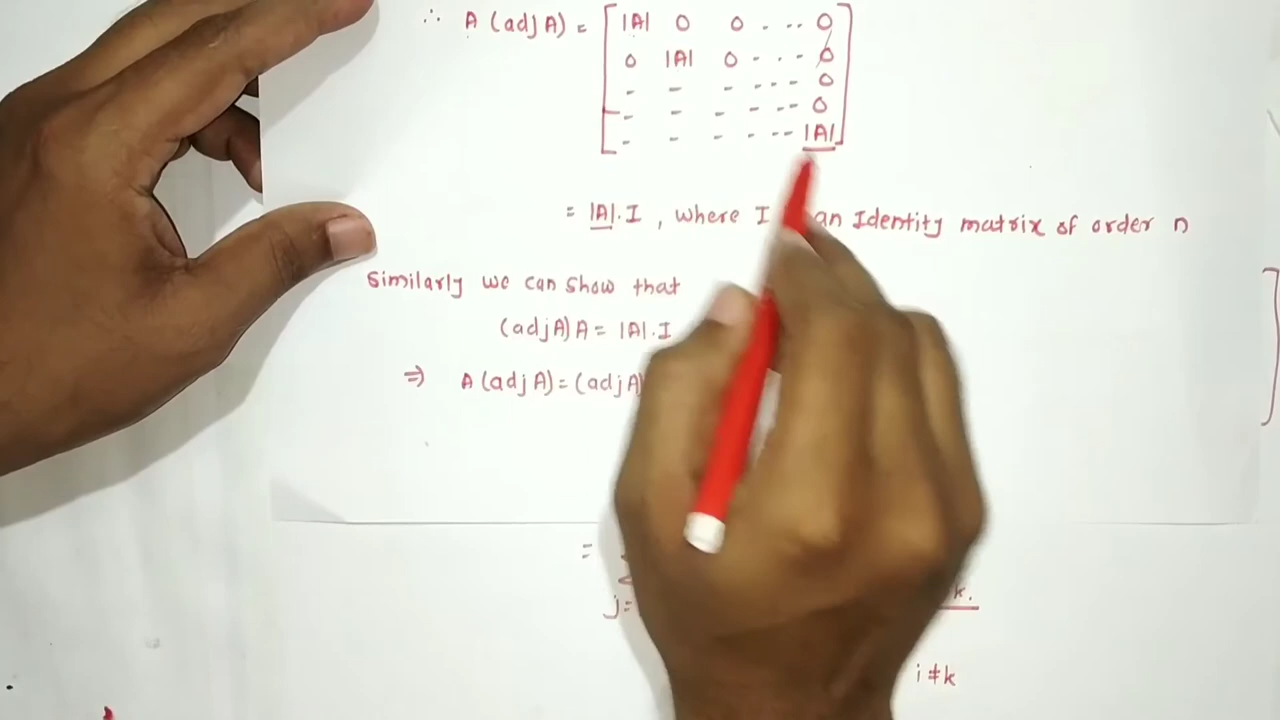 ∴ A (adj A) = [ |A| 0 0 . - - 0
0 |A| 0 - - - - 0
- - - - - - - 0
- - - - - - 0
- - - - - - |A| ]
= |A|. I , where I an Identity matrix of order n
Similarly we can show that
(adj A) A = |A|. I
⇒ A (adj A) = (adj A)
=
j =
k.
i ≠ k